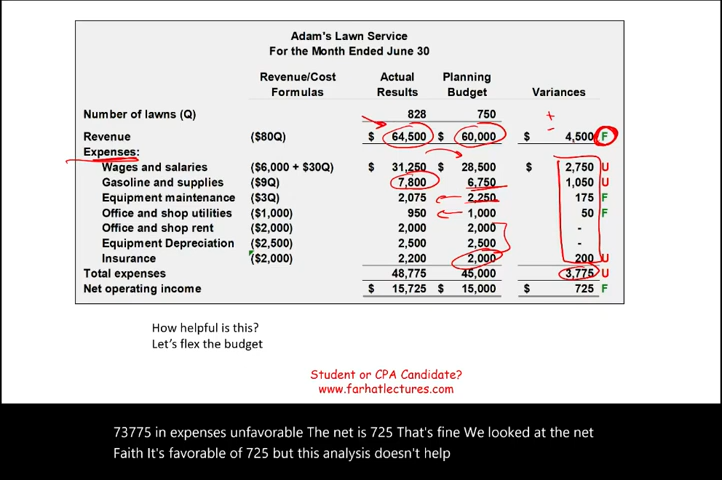 Adam's Lawn Service
For the Month Ended June 30
Revenue/Cost Formulas Actual Results Planning Budget Variances
Number of lawns (Q) 828 750
Revenue ($80Q) $ 64,500 $ 60,000 $ 4,500 F
Expenses:
Wages and salaries ($6,000 + $30Q) $ 31,250 $ 28,500 $ 2,750 U
Gasoline and supplies ($9Q) 7,800 6,750 1,050 U
Equipment maintenance ($3Q) 2,075 2,250 175 F
Office and shop utilities ($1,000) 950 1,000 50 F
Office and shop rent ($2,000) 2,000 2,000 -
Equipment Depreciation ($2,500) 2,500 2,500 -
Insurance ($2,000) 2,200 2,000 200 U
Total expenses 48,775 45,000 3,775 U
Net operating income $ 15,725 $ 15,000 $ 725 F
How helpful is this?
Let's flex the budget
Student or CPA Candidate?
www.farhatlectures.com
73775 in expenses unfavorable The net is 725 That's fine We looked at the net
Faith It's favorable of 725 but this analysis doesn't help